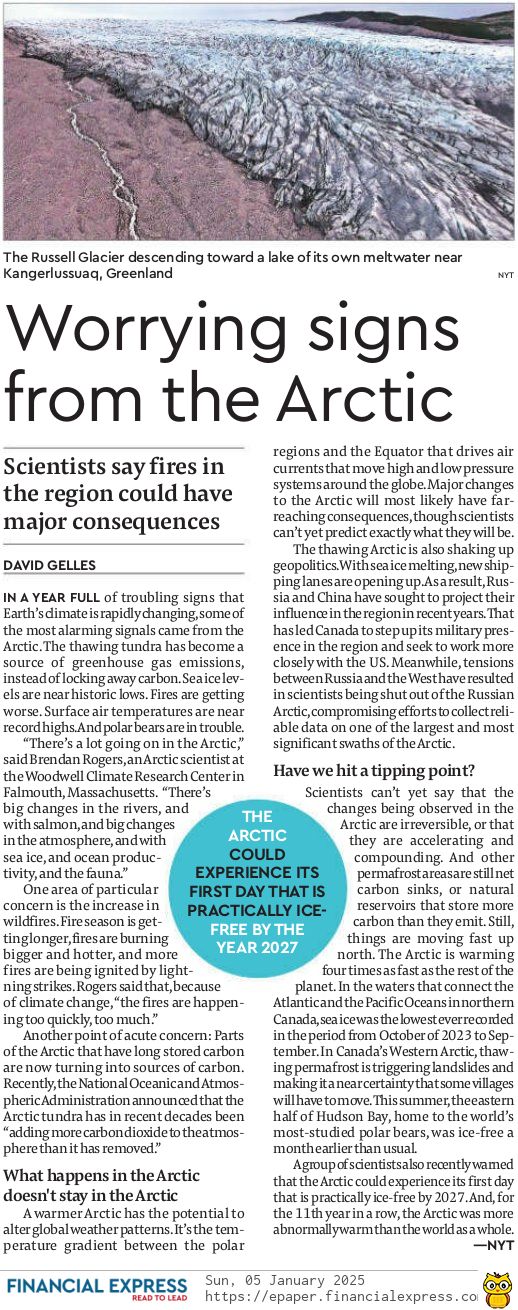 The Russell Glacier descending toward a lake of its own meltwater near
Kangerlussuaq, Greenland
NYT
Worrying signs
from the Arctic
Scientists say fires in
the region could have
major consequences
DAVID GELLES
IN A YEAR FULL of troubling signs that
Earth's climate is rapidly changing, some of
the most alarming signals came from the
Arctic. The thawing tundra has become a
source of greenhouse gas emissions,
instead of locking away carbon. Sea ice lev-
els are near historic lows. Fires are getting
worse. Surface air temperatures are near
record highs. And polar bears are in trouble.
"There's a lot going on in the Arctic,"
said Brendan Rogers, an Arctic scientist at
the Woodwell Climate Research Center in
Falmouth, Massachusetts. "There's
big changes in the rivers, and
with salmon, and big changes
in the atmosphere, and with
sea ice, and ocean produc-
tivity, and the fauna."
One area of particular
concern is the increase in
wildfires. Fire season is get-
ting longer, fires are burning
bigger and hotter, and more
fires are being ignited by light-
ning strikes. Rogers said that, because
of climate change, "the fires are happen-
ing too quickly, too much."
Another point of acute concern: Parts
of the Arctic that have long stored carbon
are now turning into sources of carbon.
Recently, the National Oceanic and Atmos-
pheric Administration announced that the
Arctic tundra has in recent decades been
"adding more carbon dioxide to the atmos-
phere than it has removed."
What happens in the Arctic
doesn't stay in the Arctic
A warmer Arctic has the potential to
alter global weather patterns. It's the tem-
perature gradient between the polar
THE
ARCTIC
COULD
EXPERIENCE ITS
FIRST DAY THAT IS
PRACTICALLY ICE-
FREE BY THE
YEAR 2027
regions and the Equator that drives air
currents that move high and low pressure
systems around the globe. Major changes
to the Arctic will most likely have far-
reaching consequences, though scientists
can't yet predict exactly what they will be.
The thawing Arctic is also shaking up
geopolitics. With sea ice melting, new ship-
ping lanes are opening up. As a result, Rus-
sia and China have sought to project their
influence in the region in recent years. That
has led Canada to step up its military pres-
ence in the region and seek to work more
closely with the US. Meanwhile, tensions
between Russia and the West have resulted
in scientists being shut out of the Russian
Arctic, compromising efforts to collect reli-
able data on one of the largest and most
significant swaths of the Arctic.
Have we hit a tipping point?
Scientists can't yet say that the
changes being observed in the
Arctic are irreversible, or that
they are accelerating and
compounding. And other
permafrost areas are still net
carbon sinks, or natural
reservoirs that store more
carbon than they emit. Still,
things are moving fast up
north. The Arctic is warming
four times as fast as the rest of the
planet. In the waters that connect the
Atlantic and the Pacific Oceans in northern
Canada, sea ice was the lowest ever recorded
in the period from October of 2023 to Sep-
tember. In Canada's Western Arctic, thaw-
ing permafrost is triggering landslides and
making it a near certainty that some villages
will have to move. This summer, the eastern
half of Hudson Bay, home to the world's
most-studied polar bears, was ice-free a
month earlier than usual.
A group of scientists also recently warned
that the Arctic could experience its first day
that is practically ice-free by 2027. And, for
the 11th year in a row, the Arctic was more
abnormally warm than the world as a whole.
—NYT
FINANCIAL EXPRESS
READ TO LEAD
Sun, 05 January 2025
https://epaper.financialexpress.co